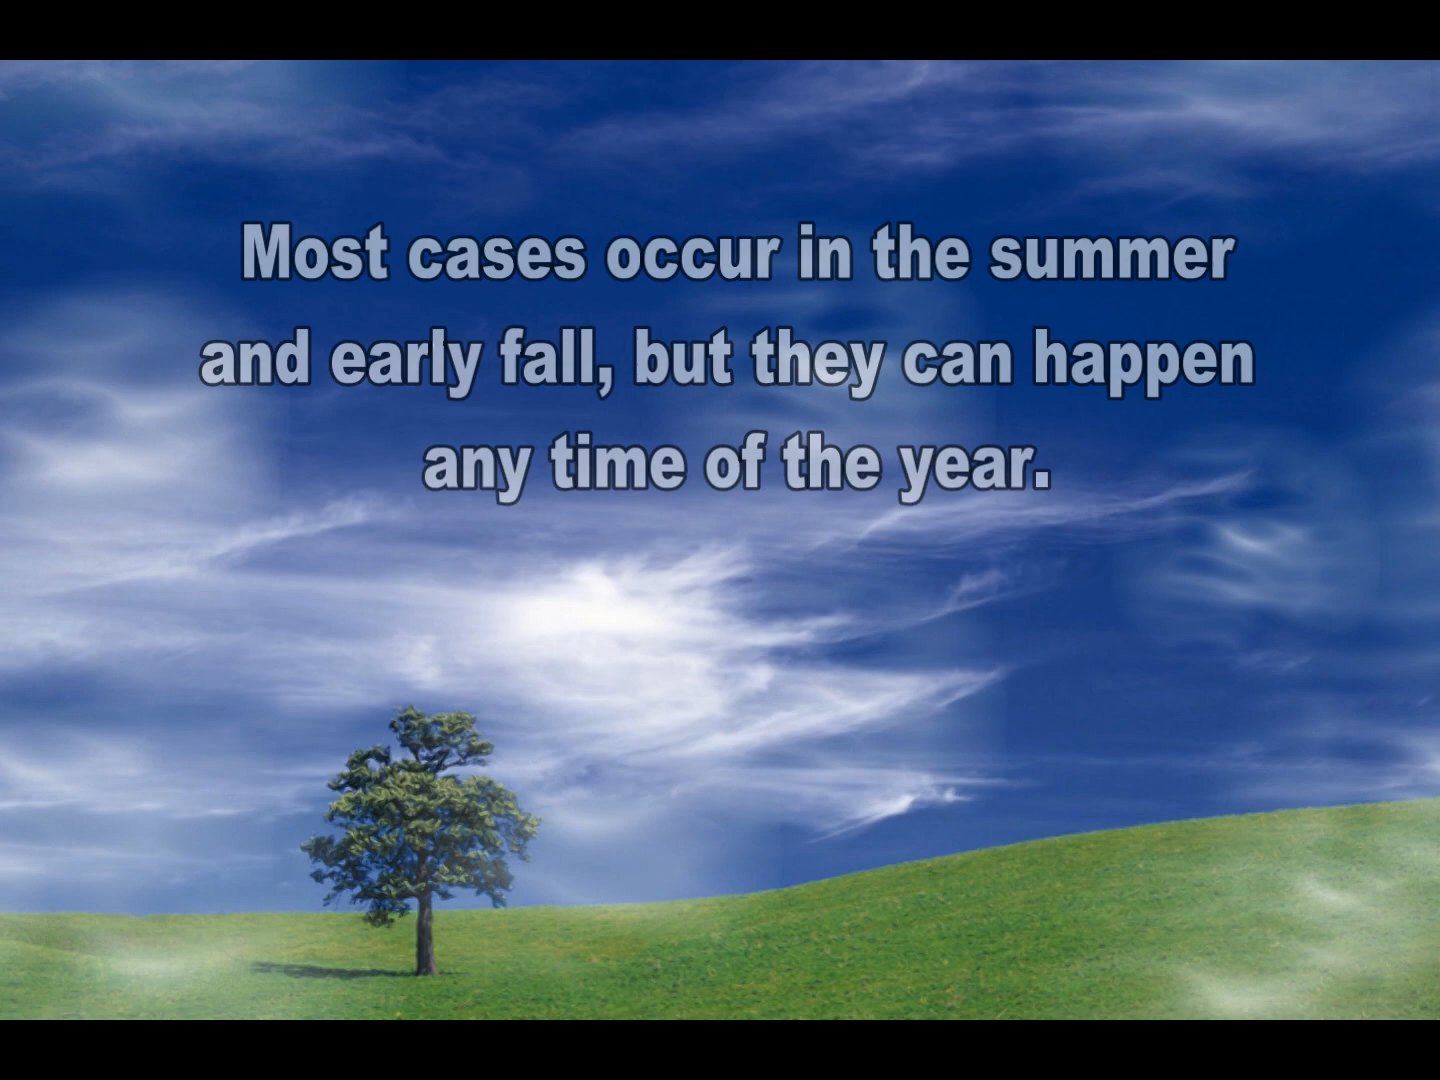 Most cases occur in the summer
and early fall, but they can happen
any time of the year.